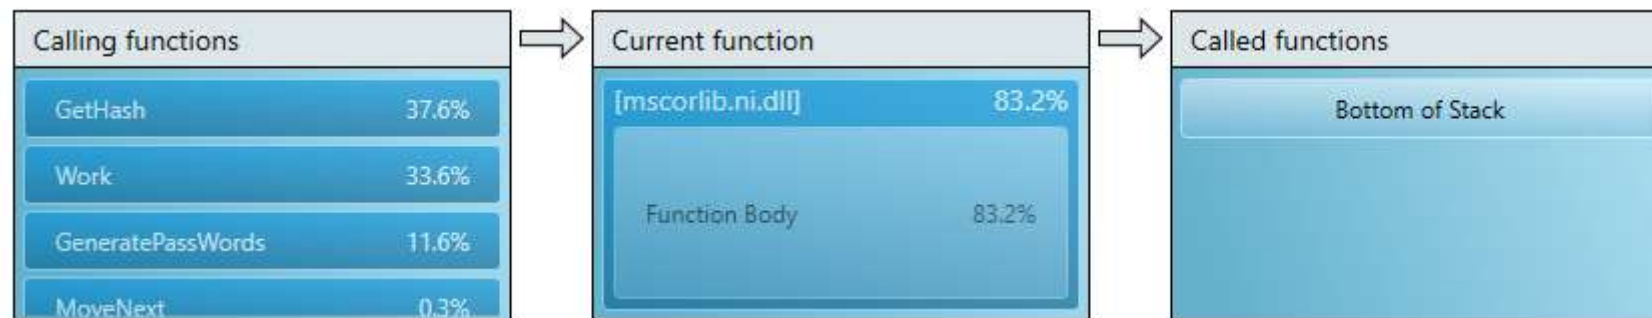 Calling functions
GetHash 37.6%
Work 33.6%
GeneratePassWords 11.6%
MoveNext 0.3%
Current function
[mscorlib.ni.dll] 83.2%
Function Body 83.2%
Called functions
Bottom of Stack